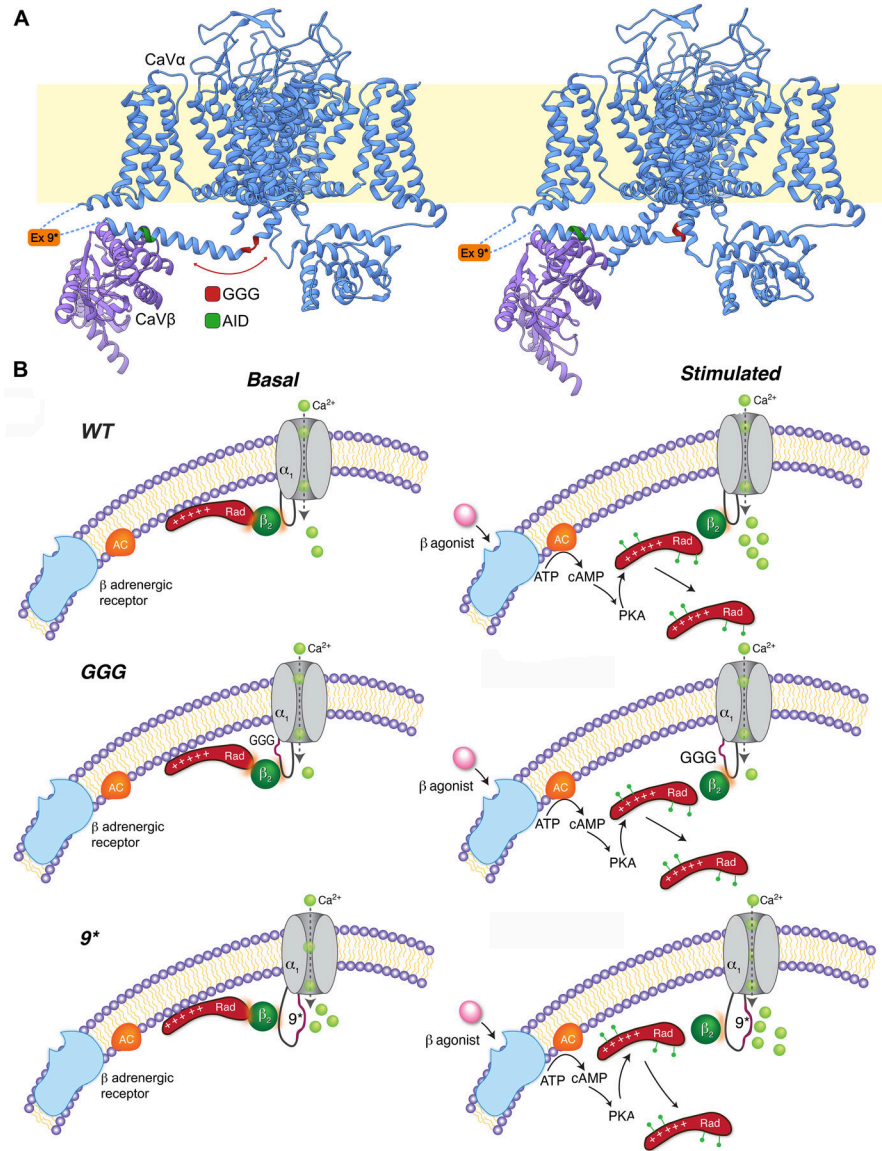 A
CaVα
Ex 9*
CaVβ
GGG
AID
Ex 9*
B
Basal
Stimulated
WT
Ca²⁺
α₁
+++++ Rad
β₂
AC
β adrenergic
receptor
Ca²⁺
α₁
β₂
β agonist
AC
ATP
cAMP
PKA
+++++ Rad
+++++ Rad
GGG
Ca²⁺
α₁
GGG
+++++ Rad
β₂
AC
β adrenergic
receptor
Ca²⁺
α₁
GGG
β₂
β agonist
AC
ATP
cAMP
PKA
+++++ Rad
+++++ Rad
9*
Ca²⁺
α₁
9*
+++++ Rad
β₂
AC
β adrenergic
receptor
Ca²⁺
α₁
9*
β₂
β agonist
AC
ATP
cAMP
PKA
+++++ Rad
+++++ Rad